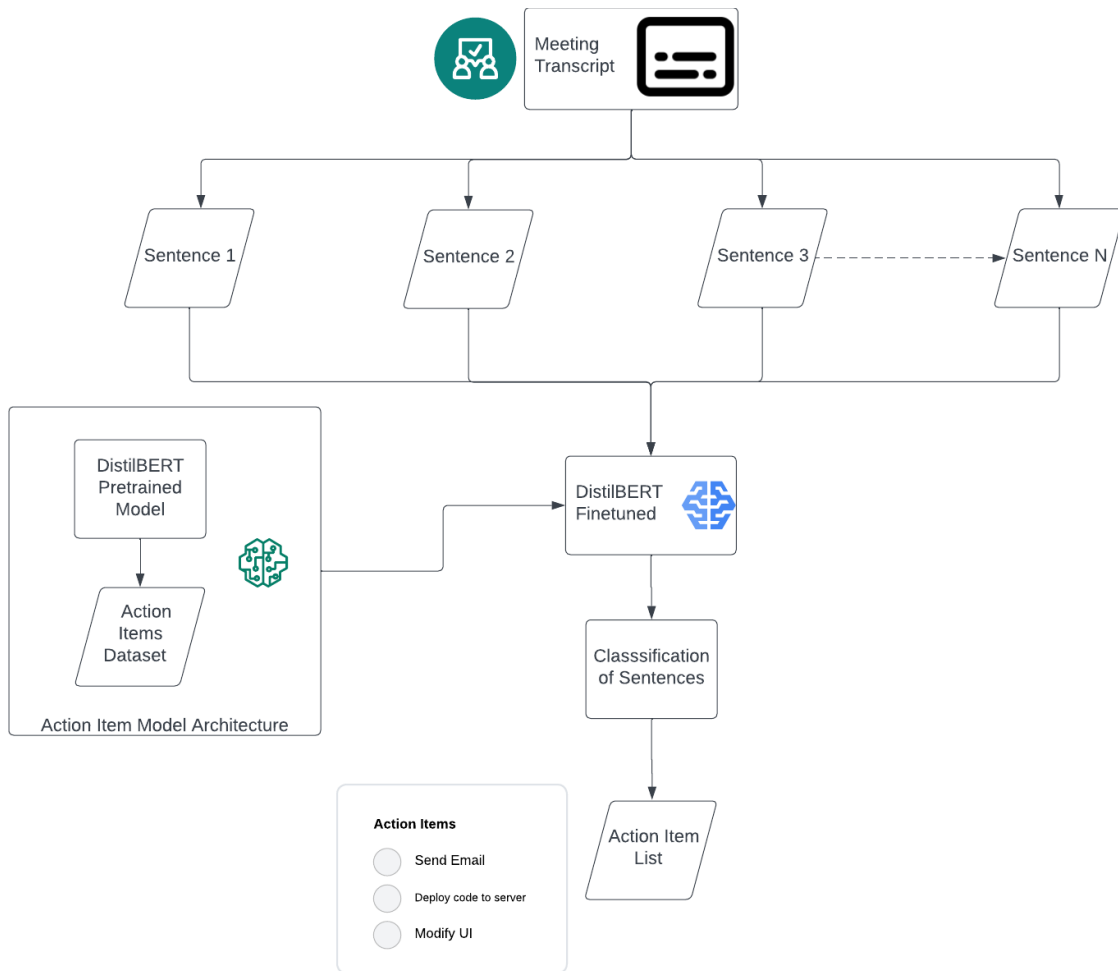 Meeting
Transcript
Sentence 1
Sentence 2
Sentence 3
Sentence N
DistilBERT
Pretrained
Model
Action
Items
Dataset
Action Item Model Architecture
DistilBERT
Finetuned
Classsification
of Sentences
Action Item
List
Action Items
Send Email
Deploy code to server
Modify UI